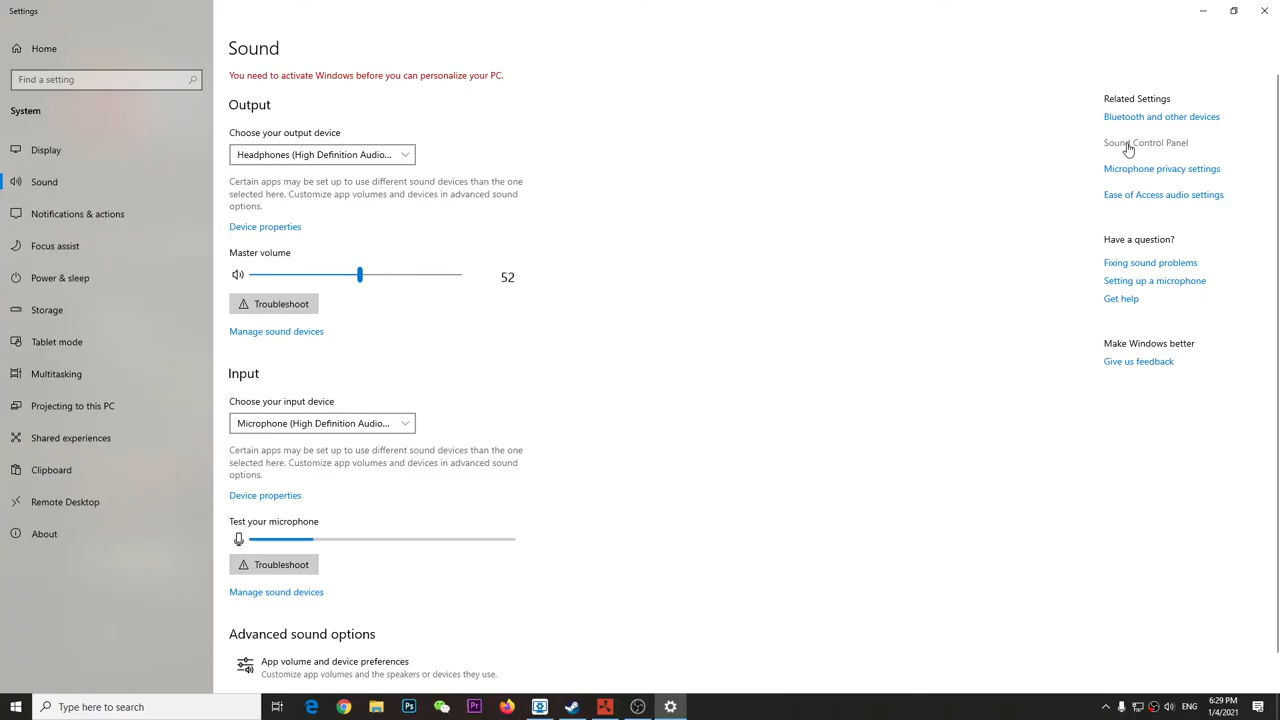 Settings
Home
Find a setting
System
Display
Sound
Notifications & actions
Focus assist
Power & sleep
Storage
Tablet mode
Multitasking
Projecting to this PC
Shared experiences
Clipboard
Remote Desktop
About
Sound
You need to activate Windows before you can personalize your PC.
Output
Choose your output device
Headphones (High Definition Audio...
Certain apps may be set up to use different sound devices than the one
selected here. Customize app volumes and devices in advanced sound
options.
Device properties
Master volume
52
Troubleshoot
Manage sound devices
Input
Choose your input device
Microphone (High Definition Audio...
Certain apps may be set up to use different sound devices than the one
selected here. Customize app volumes and devices in advanced sound
options.
Device properties
Test your microphone
Troubleshoot
Manage sound devices
Advanced sound options
App volume and device preferences
Customize app volumes and the speakers or devices they use.
Related Settings
Bluetooth and other devices
Sound Control Panel
Microphone privacy settings
Ease of Access audio settings
Have a question?
Fixing sound problems
Setting up a microphone
Get help
Make Windows better
Give us feedback
Type here to search
Ps
Pr
ENG
6:29 PM
1/4/2021